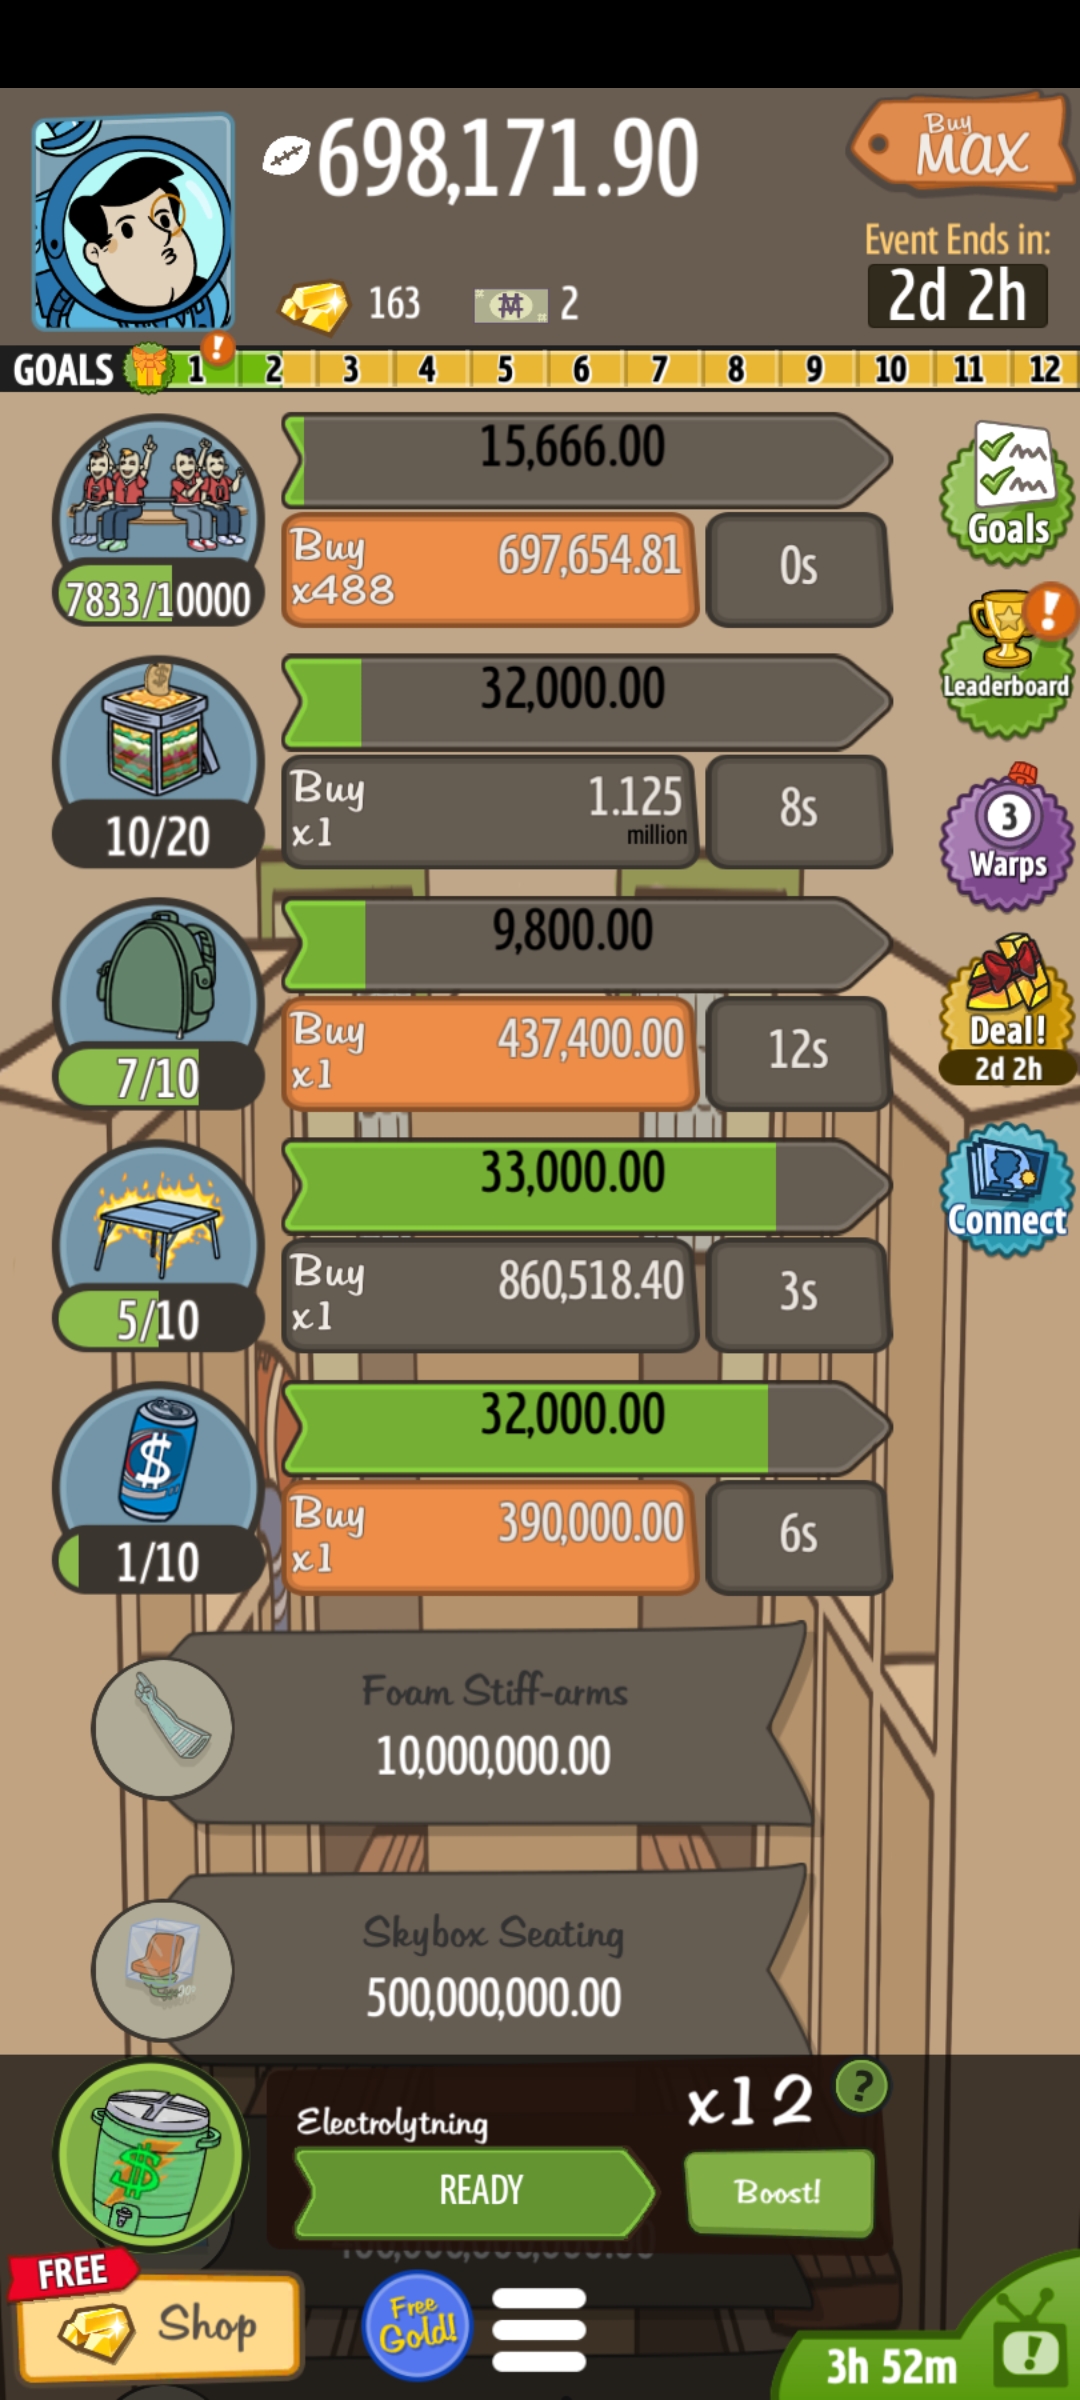 698,171.90
Buy
MAX
Event Ends in:
2d 2h
163
2
GOALS 1 ! 2 3 4 5 6 7 8 9 10 11 12
15,666.00
7833/10000
Buy
x488
697,654.81
0s
Goals
!
Leaderboard
32,000.00
10/20
Buy
x1
1.125
million
8s
3
Warps
9,800.00
7/10
Buy
x1
437,400.00
12s
Deal!
2d 2h
33,000.00
5/10
Buy
x1
860,518.40
3s
Connect
32,000.00
$
1/10
Buy
x1
390,000.00
6s
Foam Stiff-arms
10,000,000.00
Skybox Seating
500,000,000.00
$
Electrolytning
x12
?
READY
Boost!
FREE
Shop
Free
Gold!
3h 52m
!